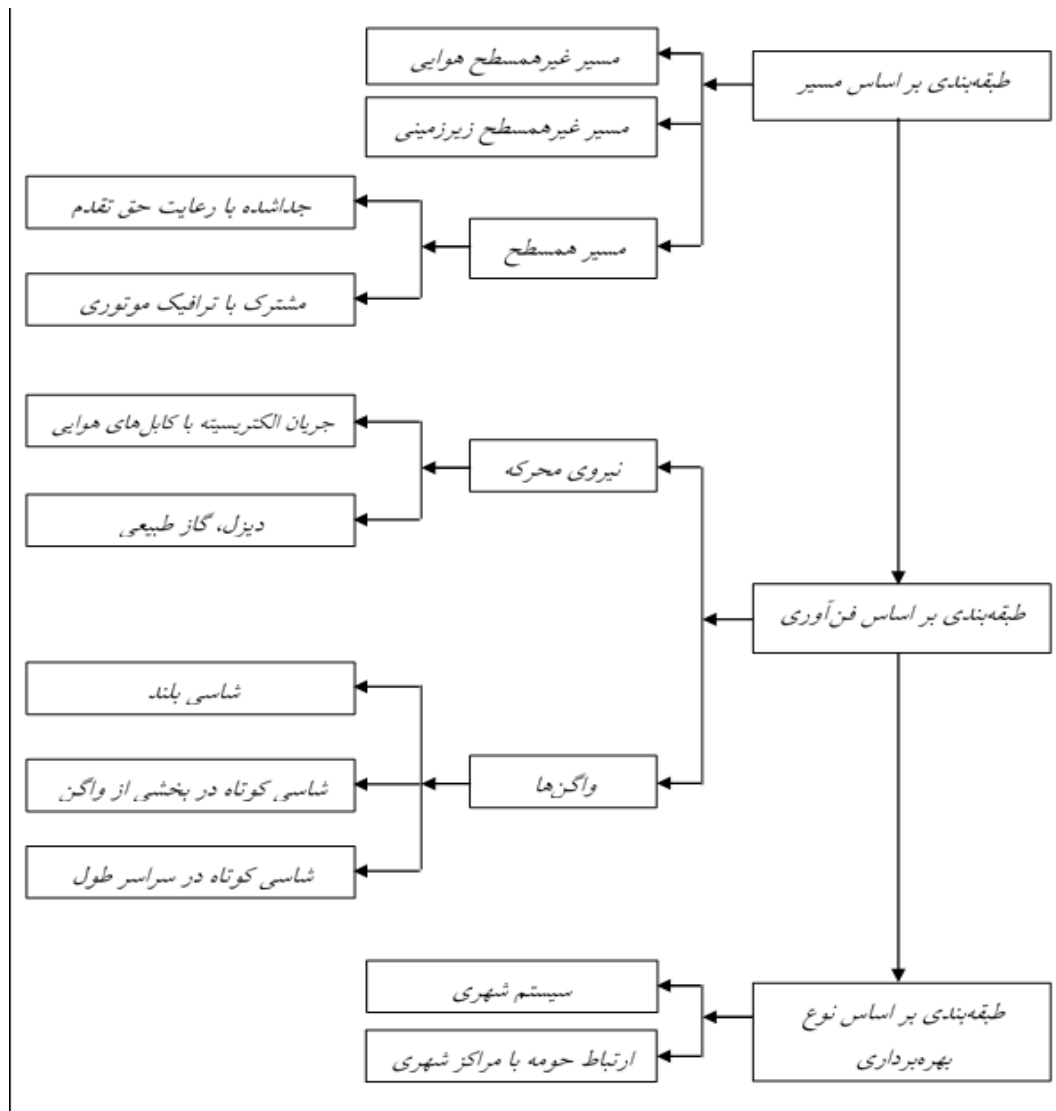 طبقه‌بندی بر اساس مسیر
مسیر غیرهمسطح هوایی
مسیر غیرهمسطح زیرزمینی
مسیر همسطح
جداشده با رعایت حق تقدم
مشترک با ترافیک موتوری
طبقه‌بندی بر اساس فن‌آوری
نیروی محرکه
جریان الکتریسیته با کابل‌های هوایی
دیزل، گاز طبیعی
واگن‌ها
شاسی بلند
شاسی کوتاه در بخشی از واگن
شاسی کوتاه در سراسر طول
طبقه‌بندی بر اساس نوع
بهره‌برداری
سیستم شهری
ارتباط حومه با مراکز شهری